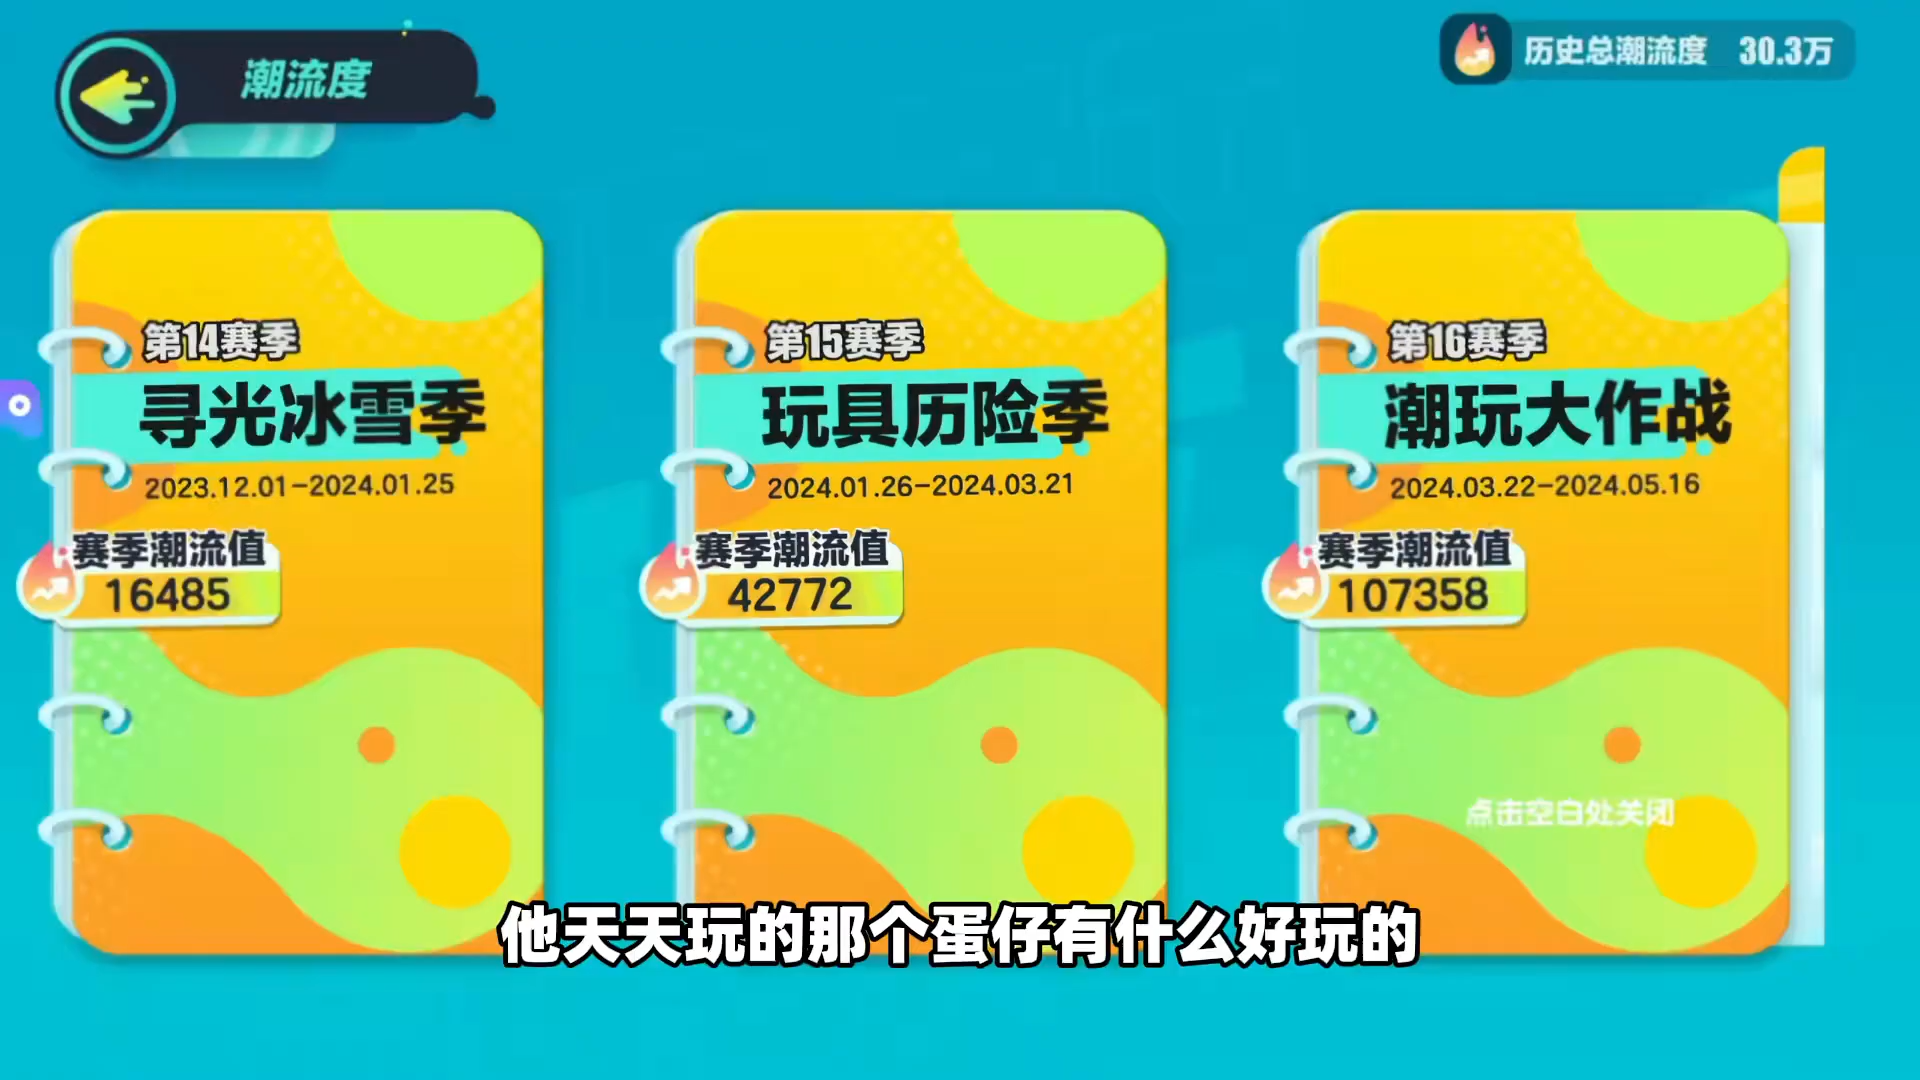 潮流度
历史总潮流度 30.3万
第14赛季
寻光冰雪季
2023.12.01-2024.01.25
赛季潮流值
16485
第15赛季
玩具历险季
2024.01.26-2024.03.21
赛季潮流值
42772
第16赛季
潮玩大作战
2024.03.22-2024.05.16
赛季潮流值
107358
点击空白处关闭
他天天玩的那个蛋仔有什么好玩的